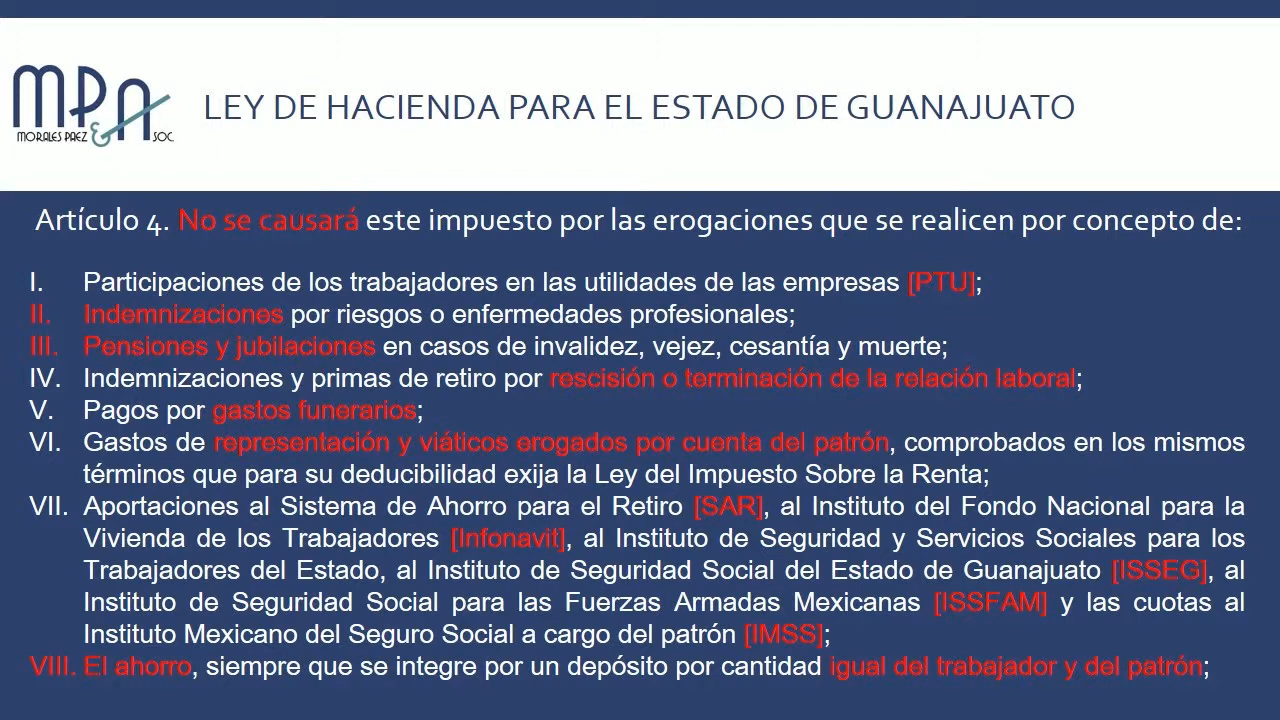 MP&A
MORALES PAEZ & SOC.
LEY DE HACIENDA PARA EL ESTADO DE GUANAJUATO
Artículo 4. No se causará este impuesto por las erogaciones que se realicen por concepto de:
I. Participaciones de los trabajadores en las utilidades de las empresas [PTU];
II. Indemnizaciones por riesgos o enfermedades profesionales;
III. Pensiones y jubilaciones en casos de invalidez, vejez, cesantía y muerte;
IV. Indemnizaciones y primas de retiro por rescisión o terminación de la relación laboral;
V. Pagos por gastos funerarios;
VI. Gastos de representación y viáticos erogados por cuenta del patrón, comprobados en los mismos
términos que para su deducibilidad exija la Ley del Impuesto Sobre la Renta;
VII. Aportaciones al Sistema de Ahorro para el Retiro [SAR], al Instituto del Fondo Nacional para la
Vivienda de los Trabajadores [Infonavit], al Instituto de Seguridad y Servicios Sociales para los
Trabajadores del Estado, al Instituto de Seguridad Social del Estado de Guanajuato [ISSEG], al
Instituto de Seguridad Social para las Fuerzas Armadas Mexicanas [ISSFAM] y las cuotas al
Instituto Mexicano del Seguro Social a cargo del patrón [IMSS];
VIII. El ahorro, siempre que se integre por un depósito por cantidad igual del trabajador y del patrón;